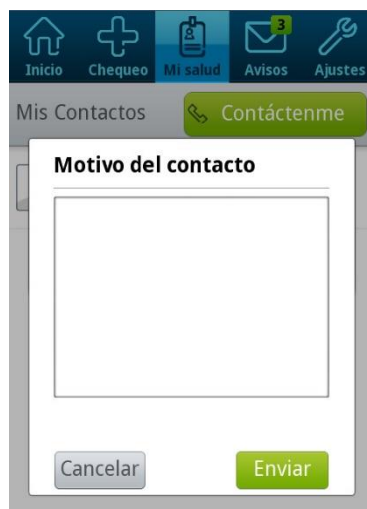 3
Inicio Chequeo Mi salud Avisos Ajustes
Mis Contactos Contáctenme
Motivo del contacto
Cancelar Enviar